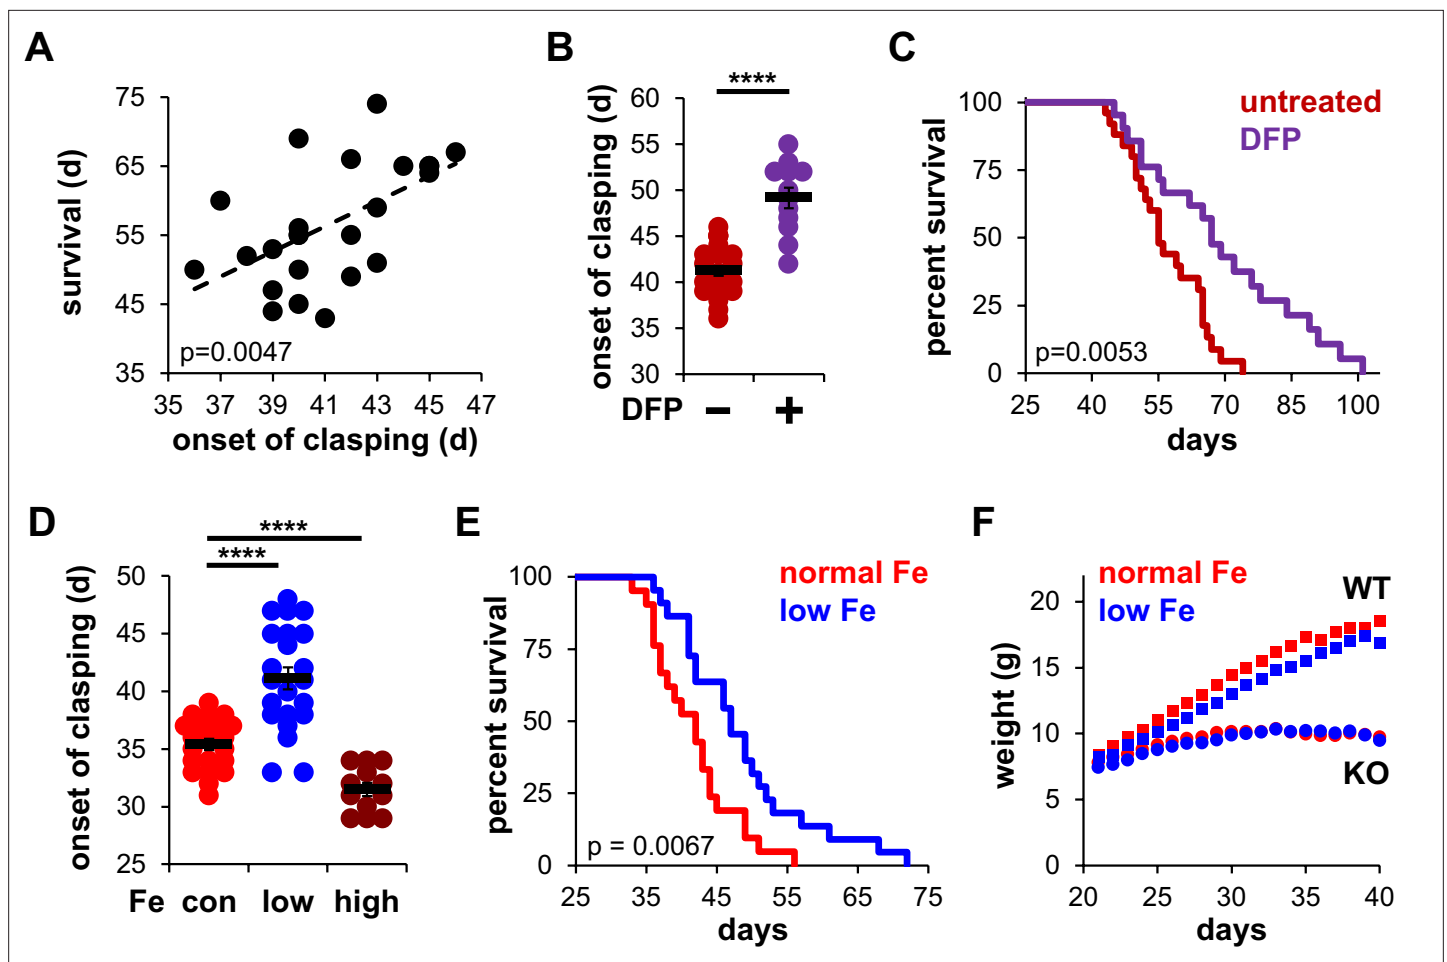 A
survival (d)
75
65
55
45
35
p=0.0047
35 37 39 41 43 45 47
onset of clasping (d)
B
****
onset of clasping (d)
60
55
50
45
40
35
30
DFP − +
C
untreated
DFP
percent survival
100
75
50
25
0
p=0.0053
25 40 55 70 85 100
days
D
****
****
onset of clasping (d)
50
45
40
35
30
25
Fe con low high
E
normal Fe
low Fe
percent survival
100
75
50
25
0
p = 0.0067
25 35 45 55 65 75
days
F
normal Fe
low Fe
WT
KO
weight (g)
20
15
10
5
0
20 25 30 35 40
days